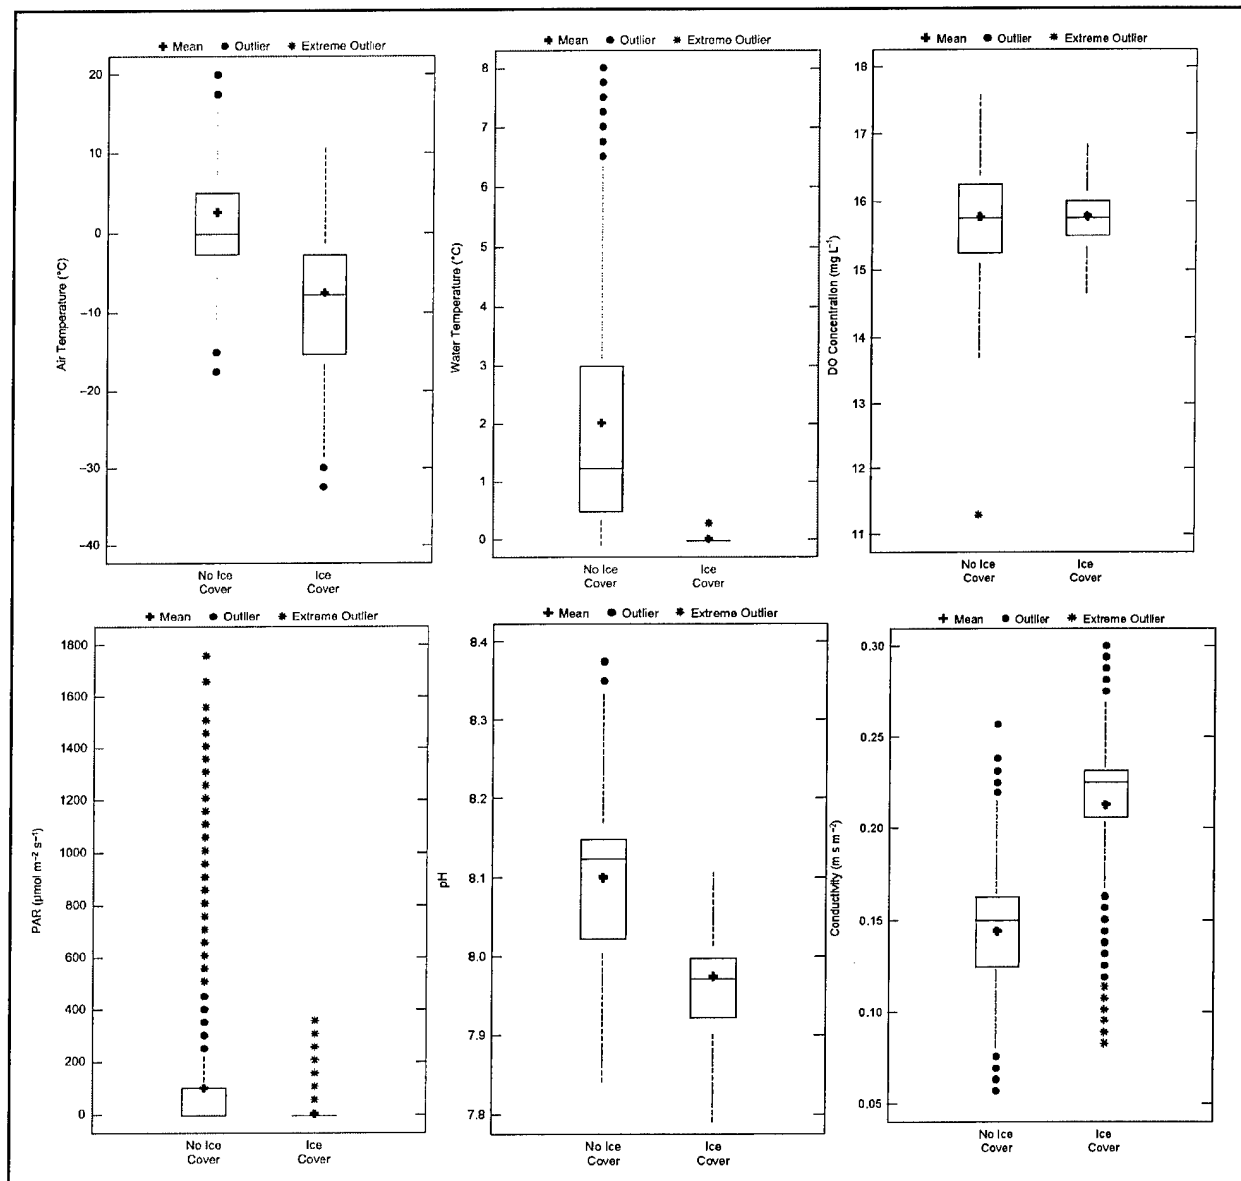 Mean Outlier Extreme Outlier
20
10
0
−10
−20
−30
−40
Air Temperature (°C)
No Ice
Cover
Ice
Cover
Mean Outlier Extreme Outlier
8
7
6
5
4
3
2
1
0
Water Temperature (°C)
No Ice
Cover
Ice
Cover
Mean Outlier Extreme Outlier
18
17
16
15
14
13
12
11
DO Concentration (mg L−1)
No Ice
Cover
Ice
Cover
Mean Outlier Extreme Outlier
1800
1600
1400
1200
1000
800
600
400
200
0
PAR (μmol m−2 s−1)
No Ice
Cover
Ice
Cover
Mean Outlier Extreme Outlier
8.4
8.3
8.2
8.1
8.0
7.9
7.8
pH
No Ice
Cover
Ice
Cover
Mean Outlier Extreme Outlier
0.30
0.25
0.20
0.15
0.10
0.05
Conductivity (m s m−2)
No Ice
Cover
Ice
Cover